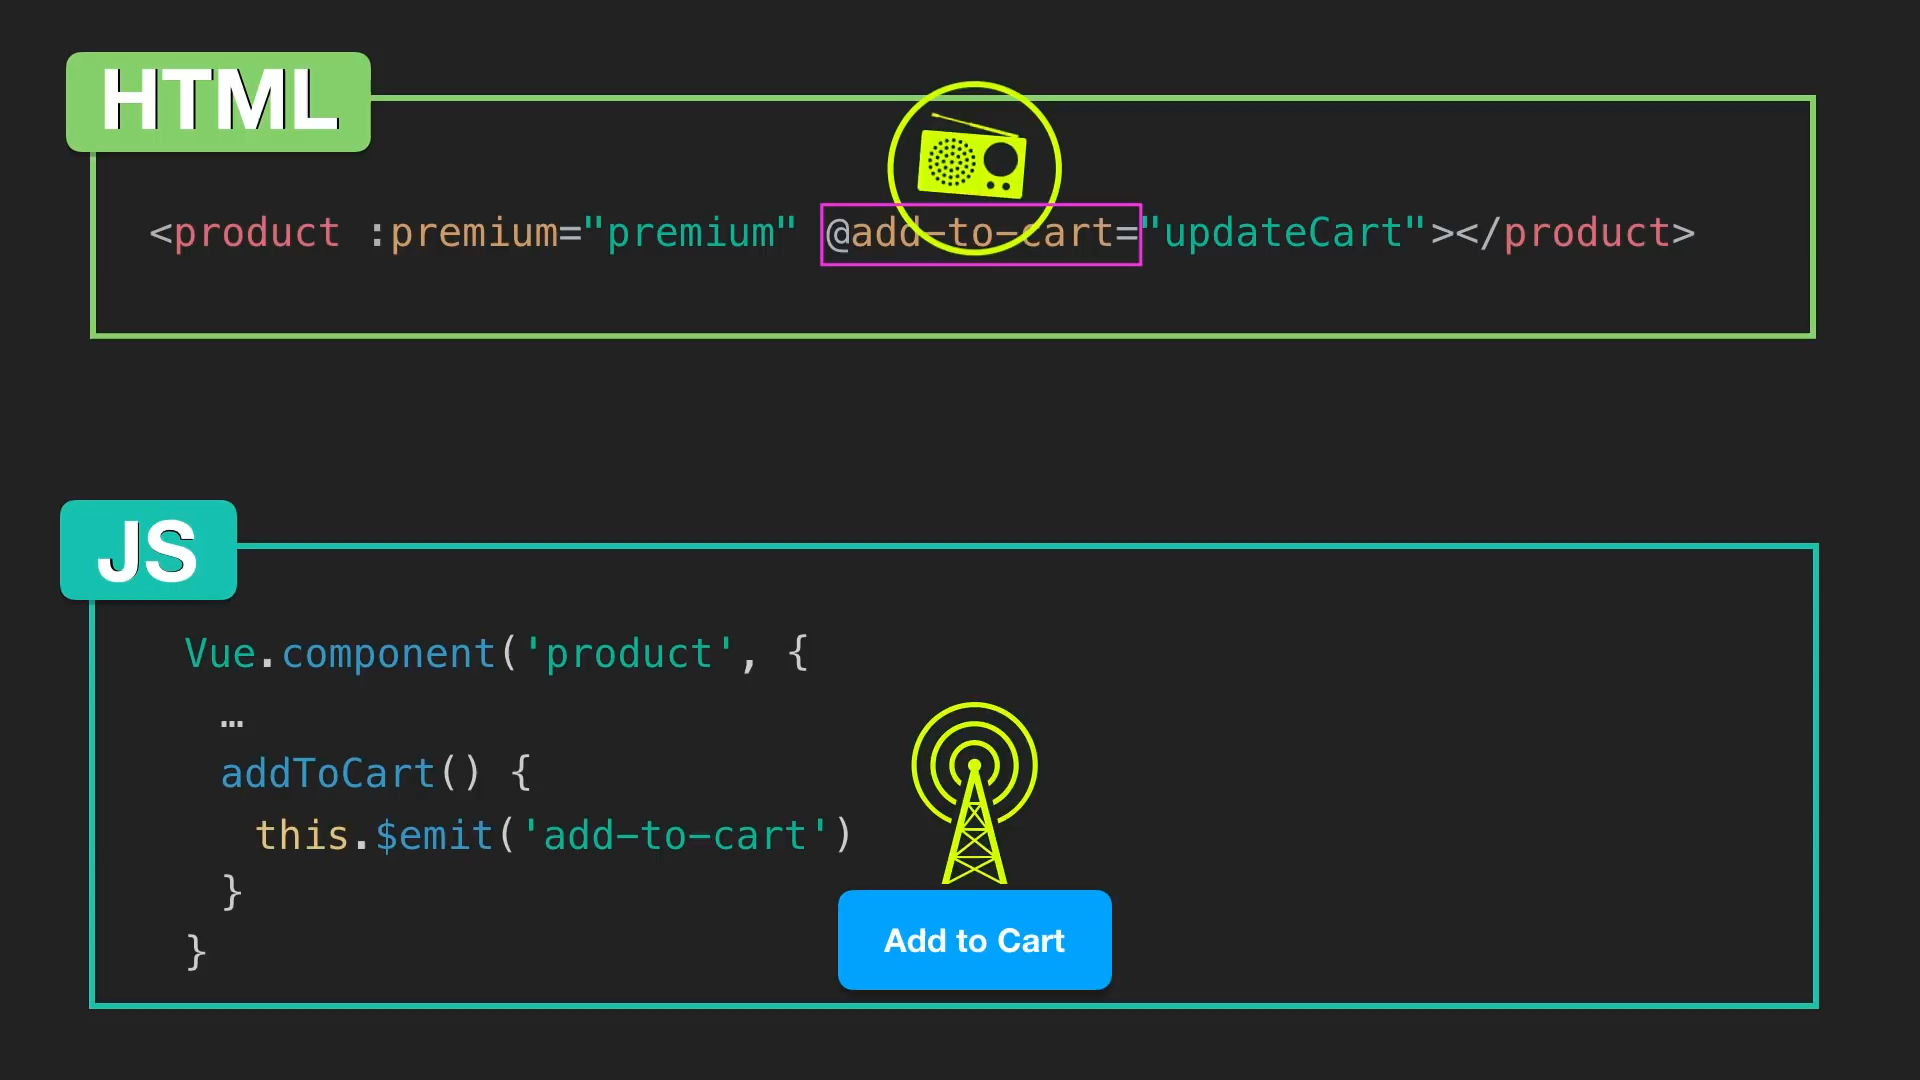 HTML
<product :premium="premium" @add-to-cart="updateCart"></product>
JS
Vue.component('product', {
…
addToCart() {
this.$emit('add-to-cart')
}
}
Add to Cart